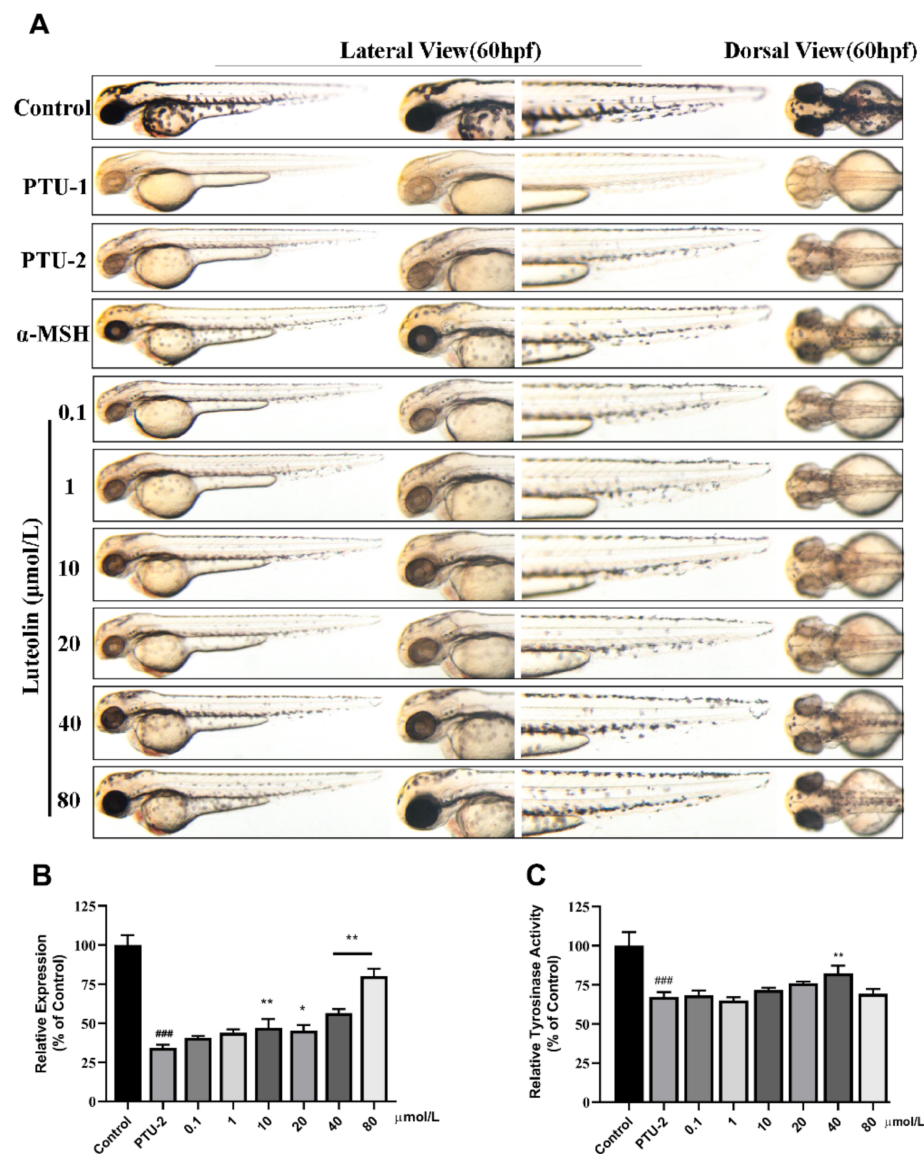 A
Lateral View(60hpf) Dorsal View(60hpf)
Control
PTU-1
PTU-2
α-MSH
Luteolin (μmol/L)
0.1
1
10
20
40
80
B
Relative Expression
(% of Control)
125
100
75
50
25
0
###
**
*
**
Control PTU-2 0.1 1 10 20 40 80 μmol/L
C
Relative Tyrosinase Activity
(% of Control)
125
100
75
50
25
0
###
**
Control PTU-2 0.1 1 10 20 40 80 μmol/L